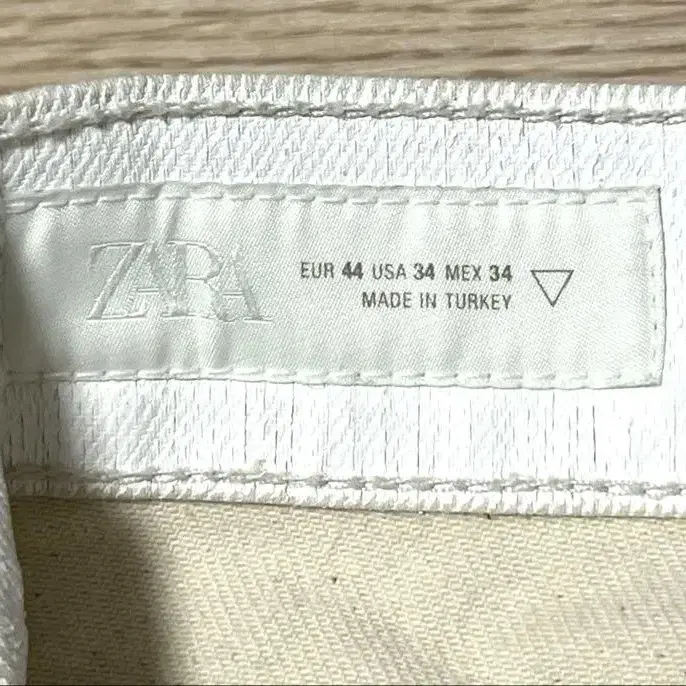 ZARA
EUR 44 USA 34 MEX 34
MADE IN TURKEY